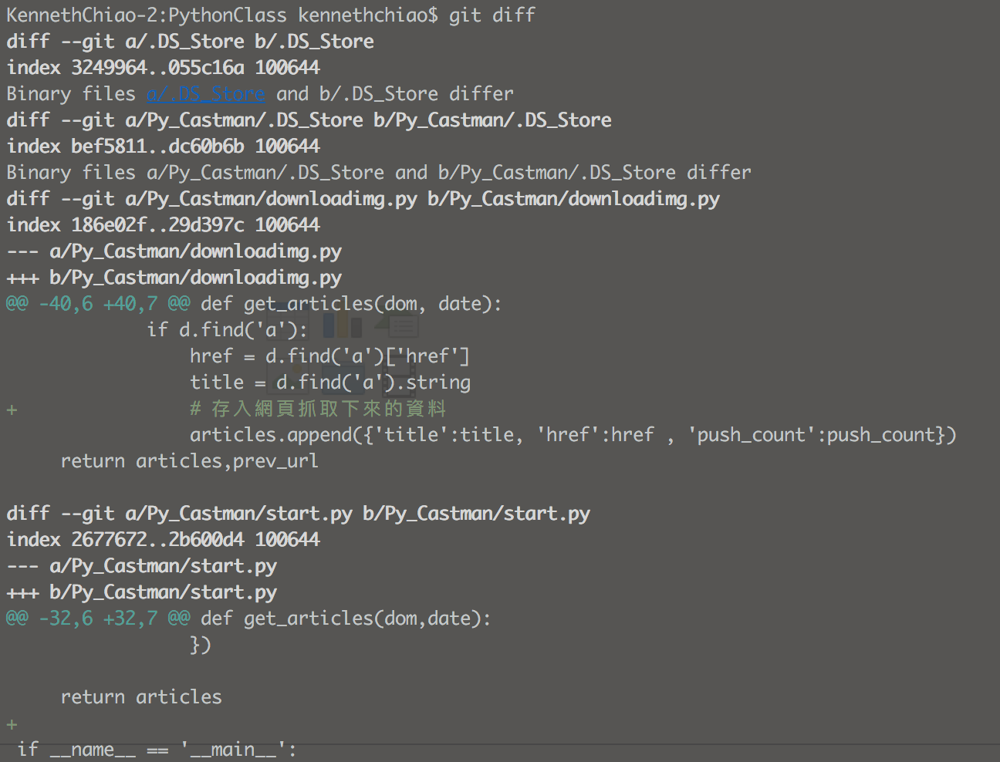 KennethChiao-2:PythonClass kennethchiao$ git diff
diff --git a/.DS_Store b/.DS_Store
index 3249964..055c16a 100644
Binary files a/.DS_Store and b/.DS_Store differ
diff --git a/Py_Castman/.DS_Store b/Py_Castman/.DS_Store
index bef5811..dc60b6b 100644
Binary files a/Py_Castman/.DS_Store and b/Py_Castman/.DS_Store differ
diff --git a/Py_Castman/downloadimg.py b/Py_Castman/downloadimg.py
index 186e02f..29d397c 100644
--- a/Py_Castman/downloadimg.py
+++ b/Py_Castman/downloadimg.py
@@ -40,6 +40,7 @@ def get_articles(dom, date):
             if d.find('a'):
                 href = d.find('a')['href']
                 title = d.find('a').string
+                # 存入網頁抓取下來的資料
                 articles.append({'title':title, 'href':href , 'push_count':push_count})
     return articles,prev_url
diff --git a/Py_Castman/start.py b/Py_Castman/start.py
index 2677672..2b600d4 100644
--- a/Py_Castman/start.py
+++ b/Py_Castman/start.py
@@ -32,6 +32,7 @@ def get_articles(dom,date):
                 })
     return articles
+
 if __name__ == '__main__':